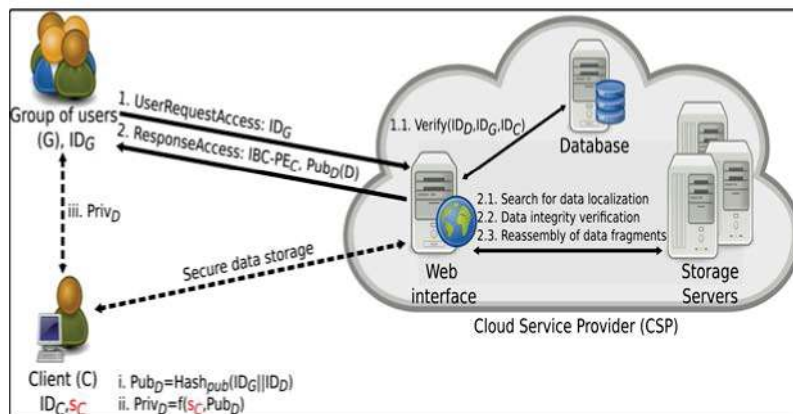 Group of users
(G), ID_G
1. UserRequestAccess: ID_G
2. ResponseAccess: IBC-PE_C, Pub_D(D)
1.1. Verify(ID_D,ID_G,ID_C)
Database
2.1. Search for data localization
2.2. Data integrity verification
2.3. Reassembly of data fragments
iii. Priv_D
Secure data storage
Web
interface
Storage
Servers
Cloud Service Provider (CSP)
Client (C)
ID_C,s_C
i. Pub_D=Hash_pub(ID_G||ID_D)
ii. Priv_D=f(s_C,Pub_D)